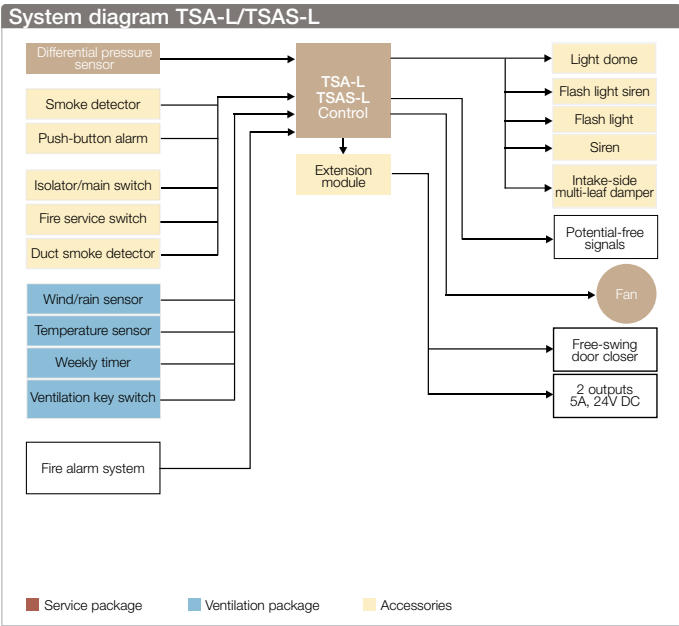 System diagram TSA-L/TSAS-L
Differential pressure
sensor
Smoke detector
Push-button alarm
Isolator/main switch
Fire service switch
Duct smoke detector
Wind/rain sensor
Temperature sensor
Weekly timer
Ventilation key switch
Fire alarm system
TSA-L
TSAS-L
Control
Extension
module
Light dome
Flash light siren
Flash light
Siren
Intake-side
multi-leaf damper
Potential-free
signals
Fan
Free-swing
door closer
2 outputs
5A, 24V DC
Service package
Ventilation package
Accessories